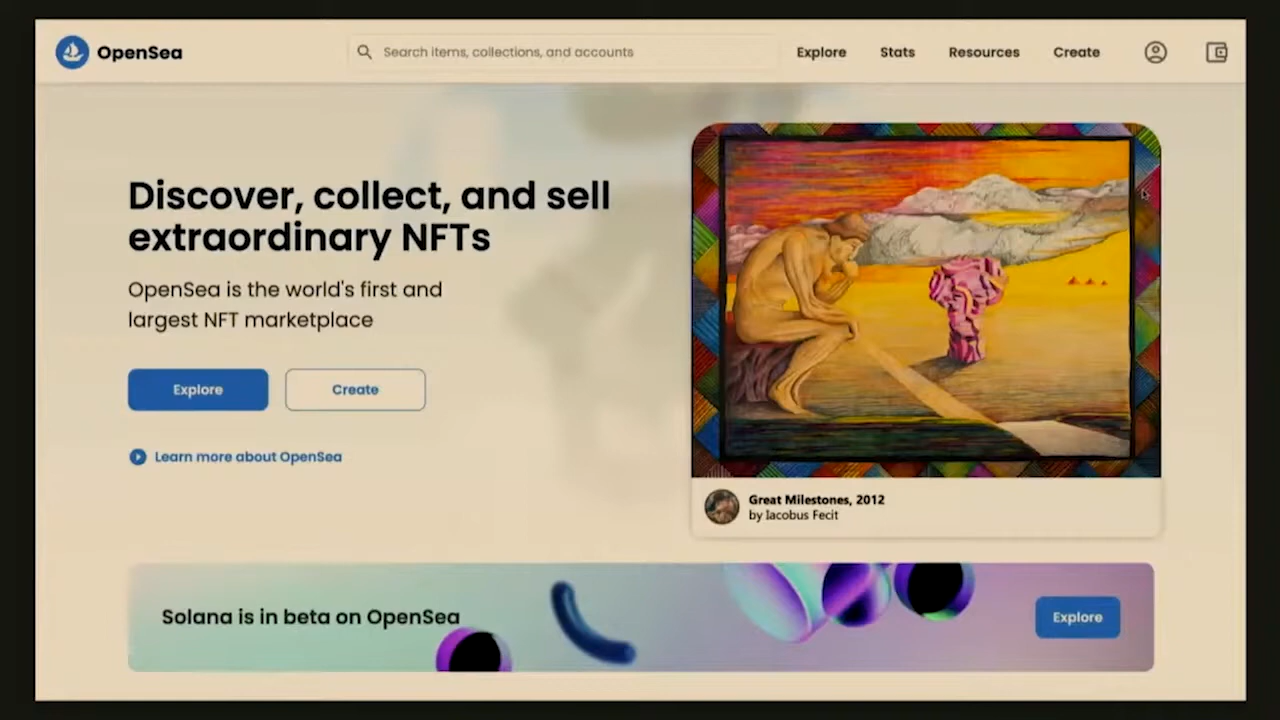 OpenSea
Search items, collections, and accounts
Explore
Stats
Resources
Create
Discover, collect, and sell
extraordinary NFTs
OpenSea is the world's first and
largest NFT marketplace
Explore
Create
Learn more about OpenSea
Great Milestones, 2012
by Iacobus Fecit
Solana is in beta on OpenSea
Explore